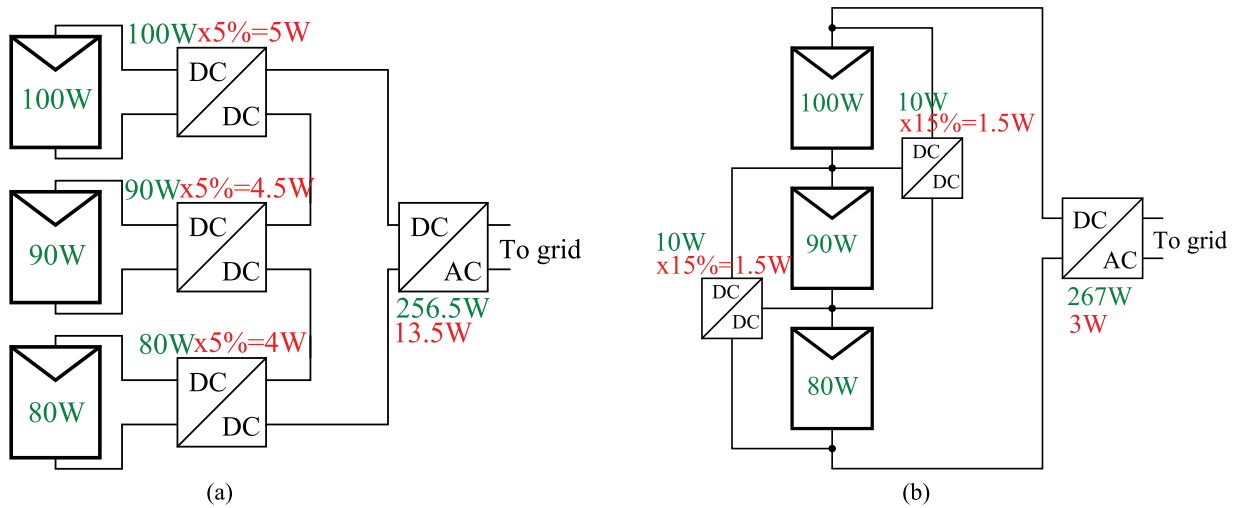 100Wx5%=5W
100W
DC
DC
90Wx5%=4.5W
90W
DC
DC
80Wx5%=4W
80W
DC
DC
DC
AC
To grid
256.5W
13.5W
(a)
100W
10W
x15%=1.5W
DC
DC
90W
10W
x15%=1.5W
DC
DC
80W
DC
AC
To grid
267W
3W
(b)